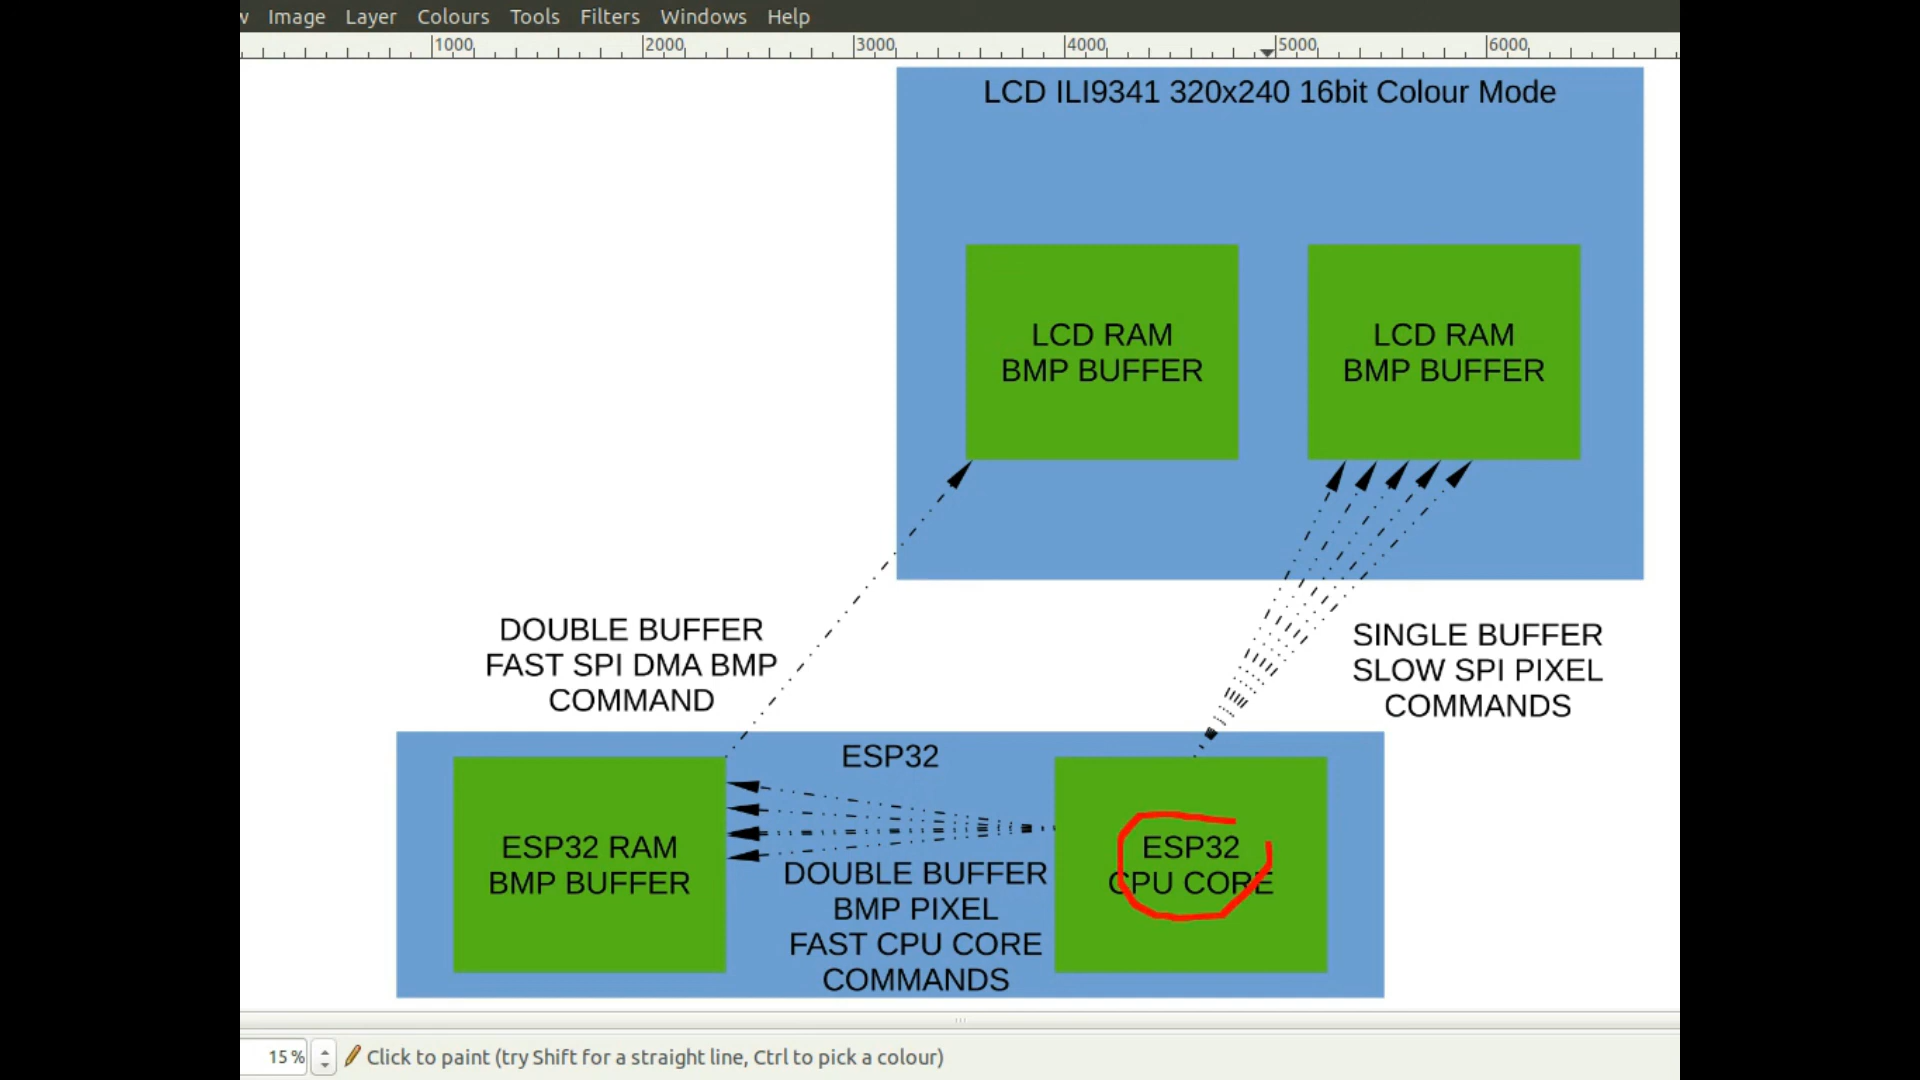 Image Layer Colours Tools Filters Windows Help
1000 2000 3000 4000 5000 6000
LCD ILI9341 320x240 16bit Colour Mode
LCD RAM
BMP BUFFER
LCD RAM
BMP BUFFER
DOUBLE BUFFER
FAST SPI DMA BMP
COMMAND
SINGLE BUFFER
SLOW SPI PIXEL
COMMANDS
ESP32
ESP32 RAM
BMP BUFFER
DOUBLE BUFFER
BMP PIXEL
FAST CPU CORE
COMMANDS
ESP32
CPU CORE
15% Click to paint (try Shift for a straight line, Ctrl to pick a colour)